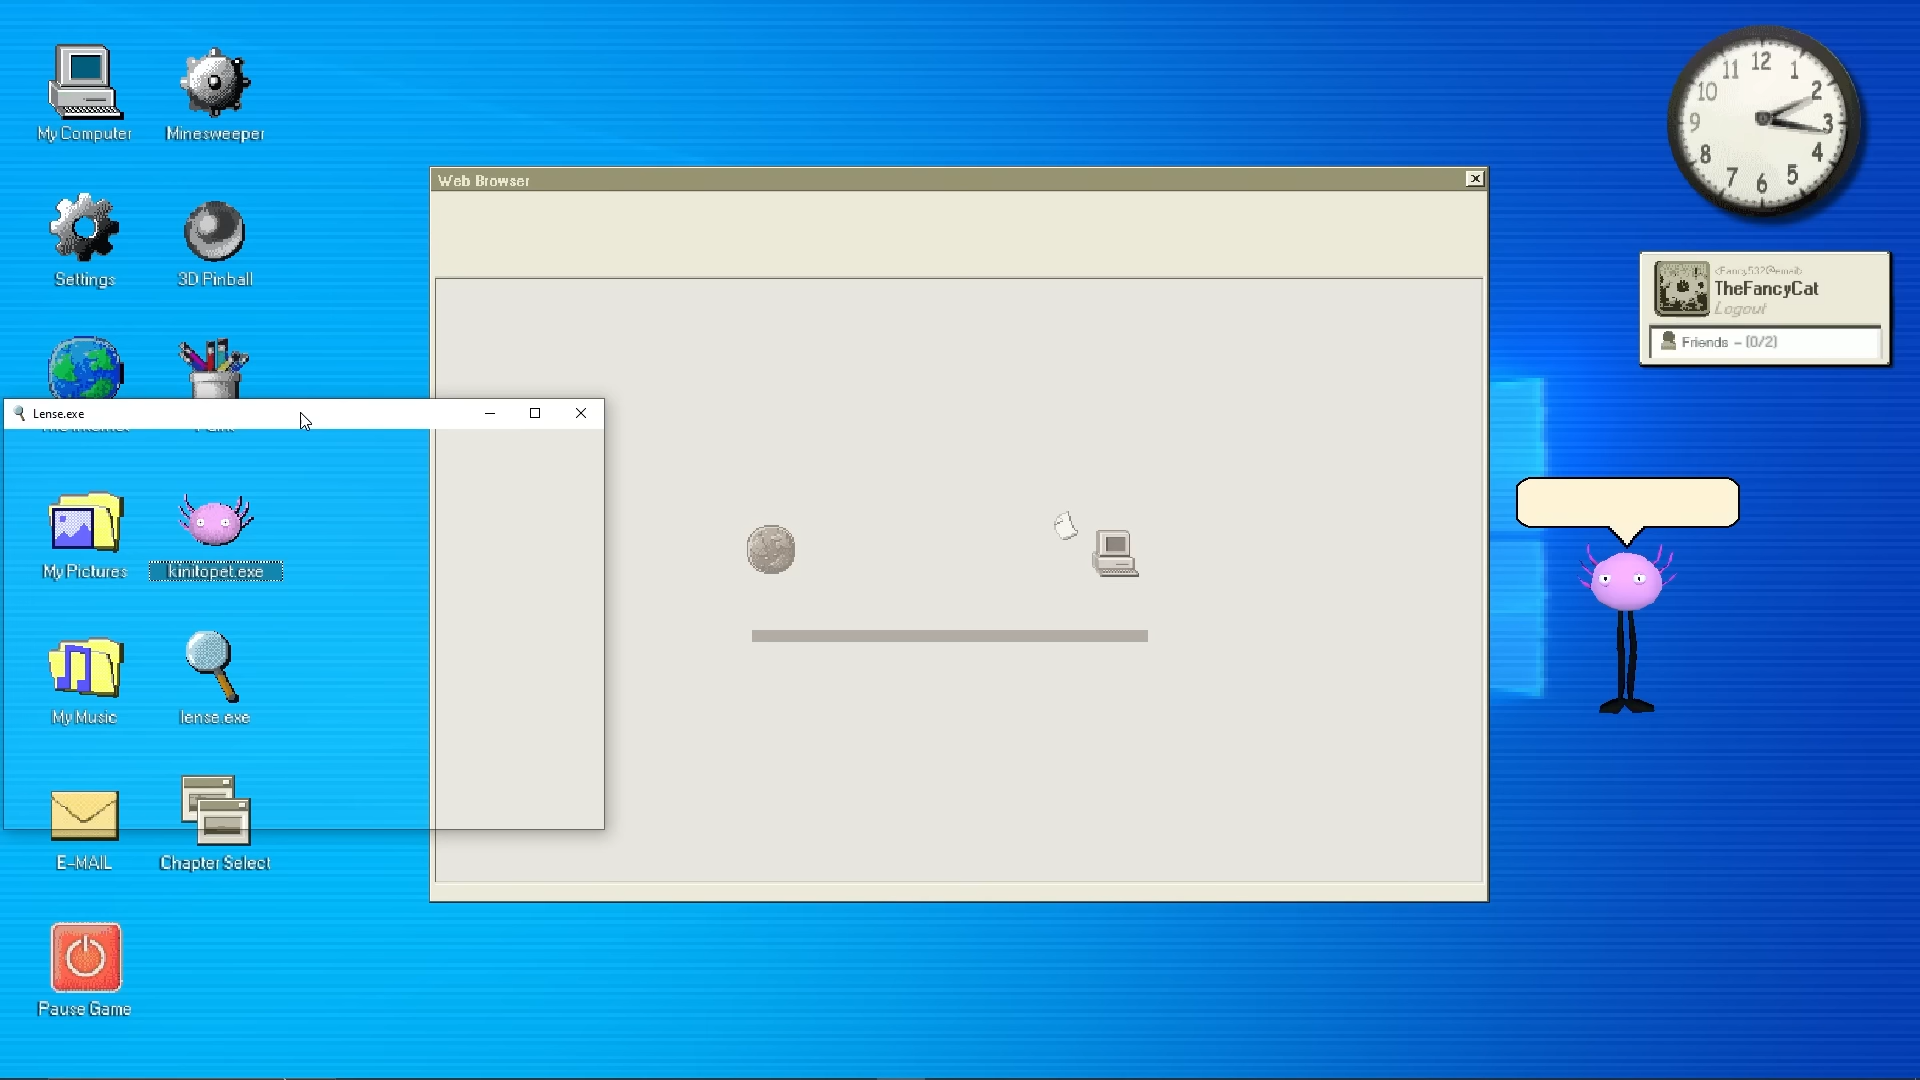 My Computer
Minesweeper
Settings
3D Pinball
Web Browser
12
1
2
3
4
5
6
7
8
9
10
11
<Fancy532@email>
TheFancyCat
Logout
Friends - (0/2)
Lense.exe
My Pictures
kinitopet.exe
My Music
lense.exe
E-MAIL
Chapter Select
Pause Game